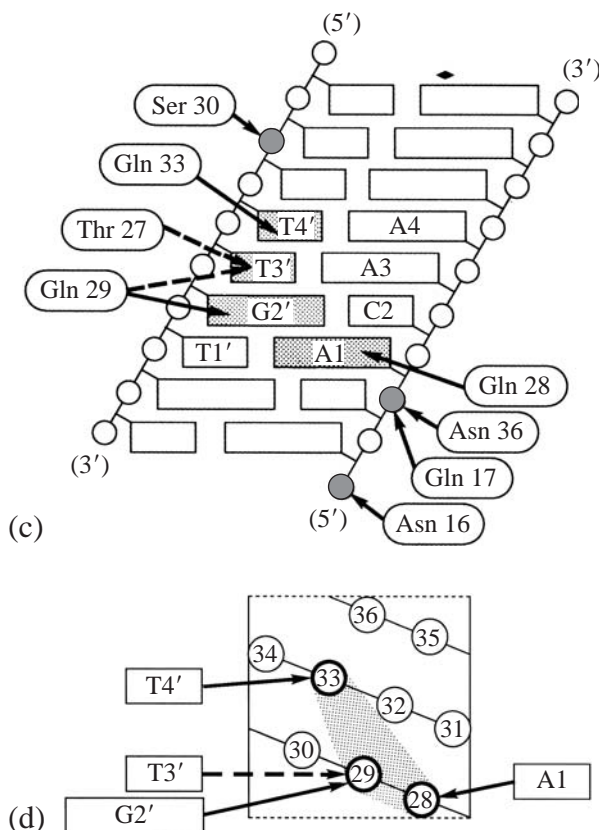 (5′)
(3′)
Ser 30
Gln 33
T4′ A4
Thr 27
T3′ A3
Gln 29
G2′ C2
T1′ A1
Gln 28
Asn 36
(3′)
Gln 17
(5′)
Asn 16
(c)
36
35
34
33
T4′
32
31
30
T3′
29
A1
28
G2′
(d)